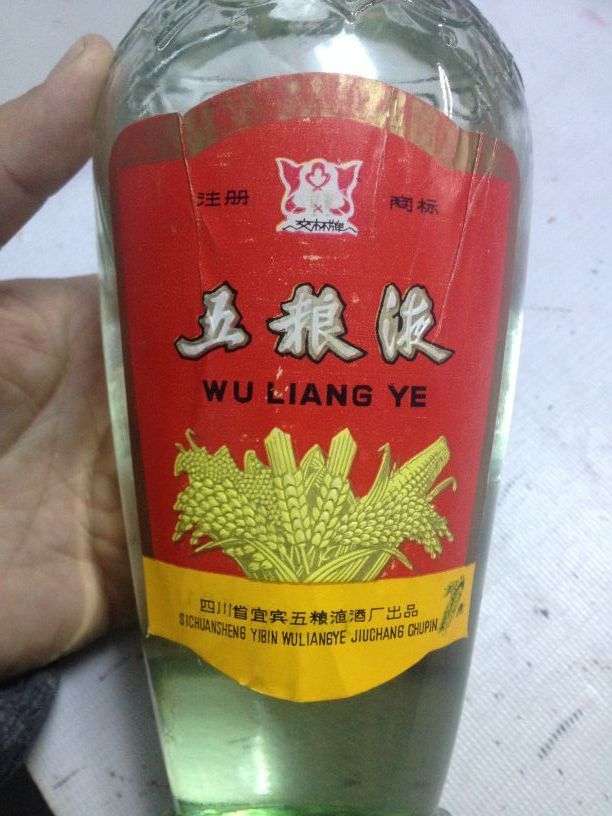 注册 商标
交杯牌
五粮液
WU LIANG YE
四川省宜宾五粮液酒厂出品
SICHUANSHENG YIBIN WULIANGYE JIUCHANG CHUPIN